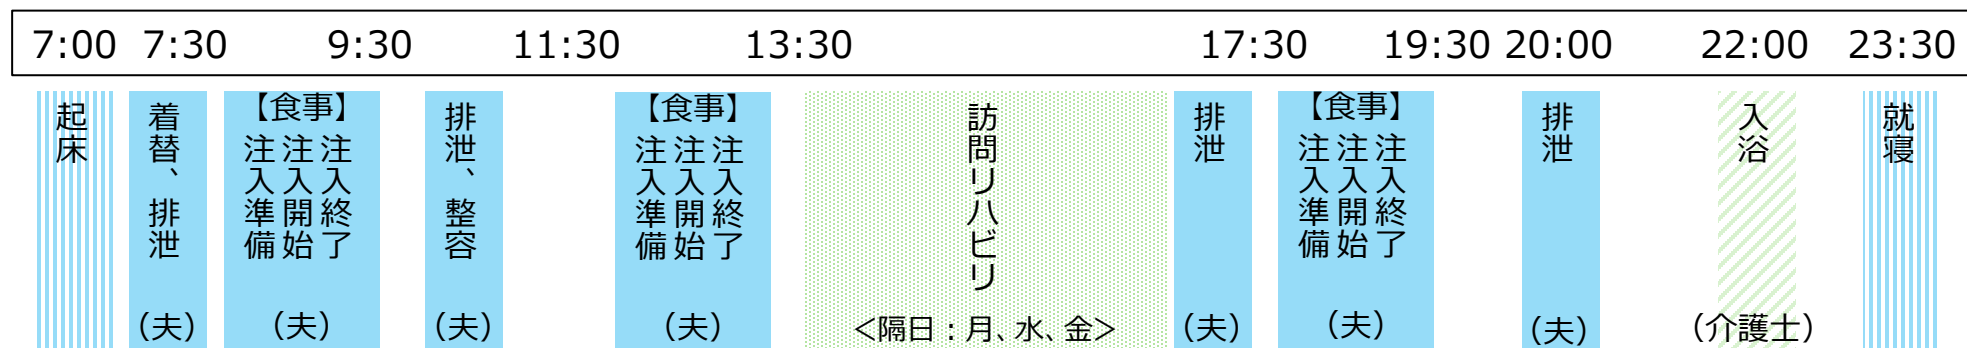 7:00 7:30 9:30 11:30 13:30 17:30 19:30 20:00 22:00 23:30
起床
着替、排泄
（夫）
【食事】
注入準備
注入開始
注入終了
（夫）
排泄、整容
（夫）
【食事】
注入準備
注入開始
注入終了
（夫）
訪問リハビリ
＜隔日：月、水、金＞
排泄
（夫）
【食事】
注入準備
注入開始
注入終了
（夫）
排泄
（夫）
入浴
（介護士）
就寝